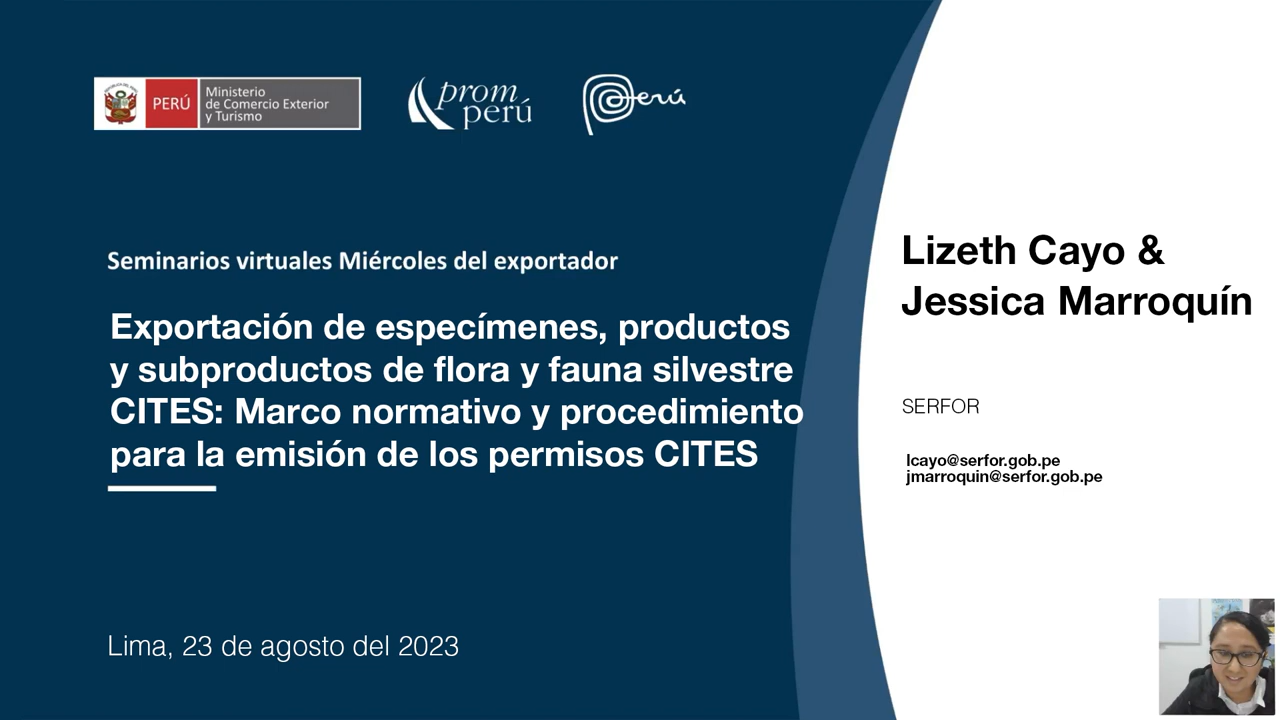 PERÚ
Ministerio
de Comercio Exterior
y Turismo
prom
perú
Perú
Seminarios virtuales Miércoles del exportador
Exportación de especímenes, productos
y subproductos de flora y fauna silvestre
CITES: Marco normativo y procedimiento
para la emisión de los permisos CITES
Lima, 23 de agosto del 2023
Lizeth Cayo &
Jessica Marroquín
SERFOR
lcayo@serfor.gob.pe
jmarroquin@serfor.gob.pe